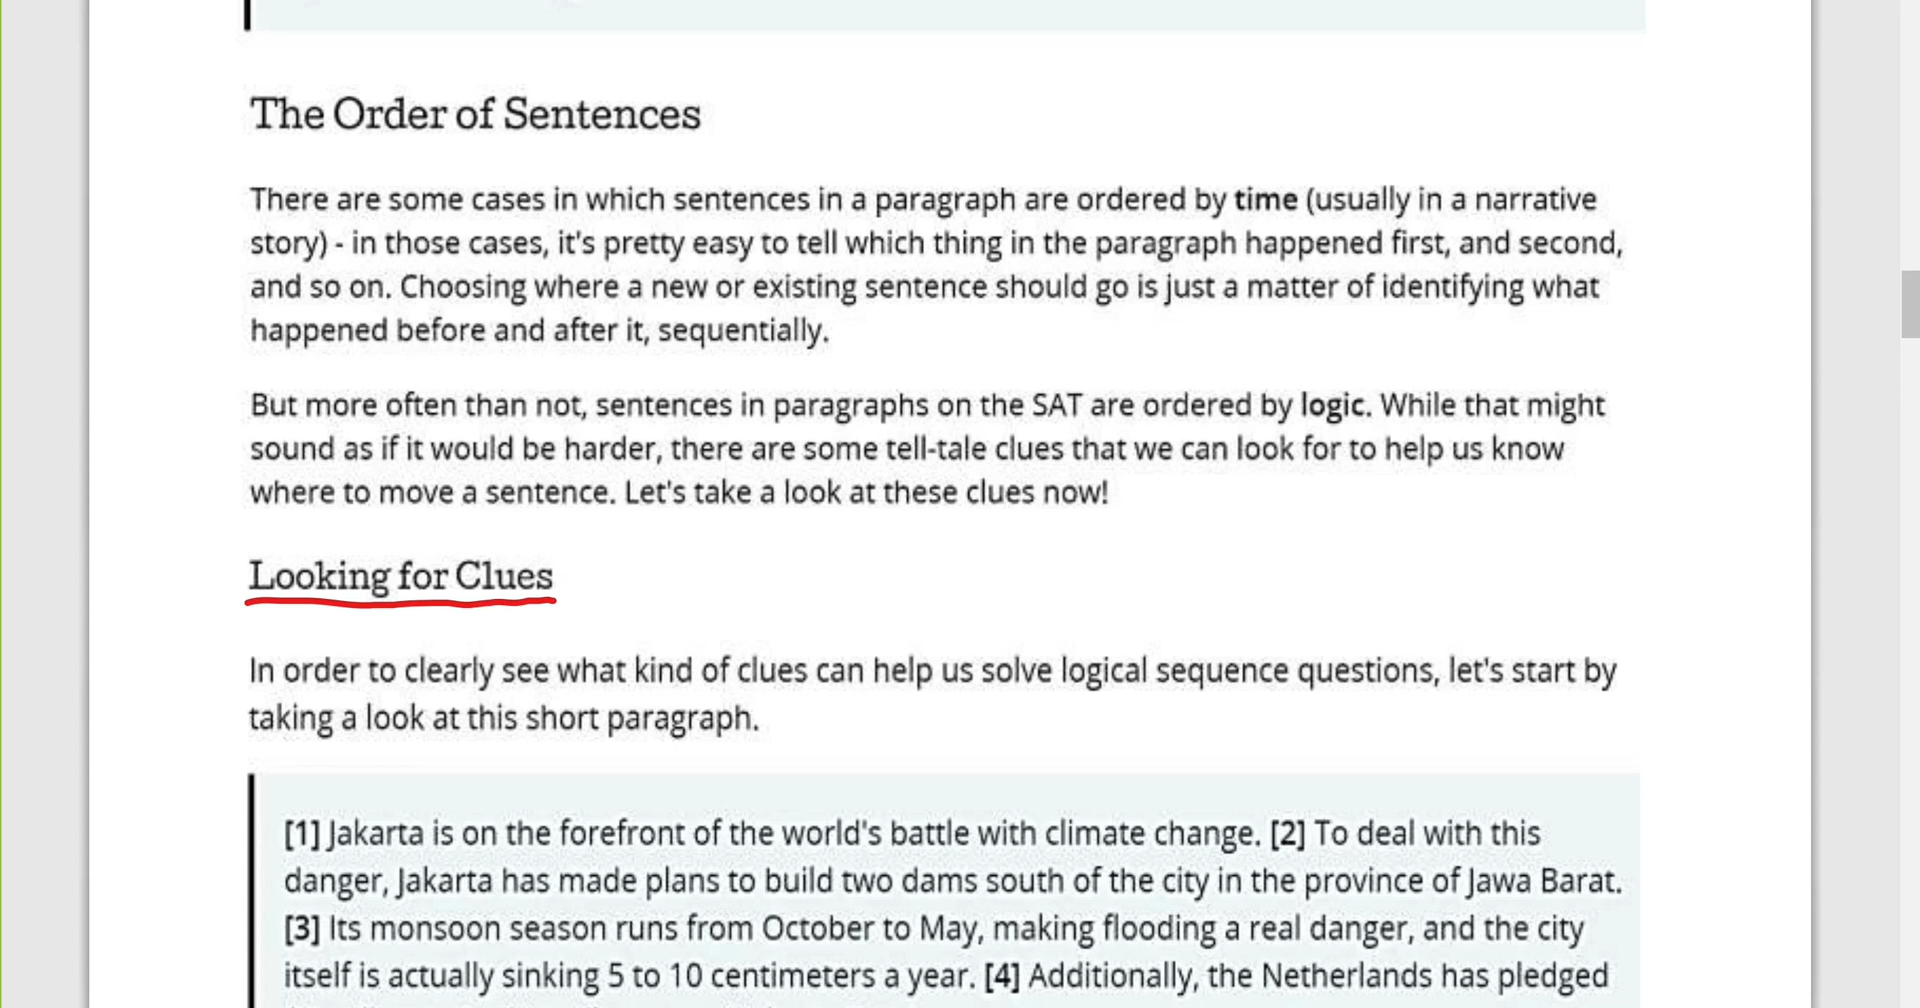 The Order of Sentences
There are some cases in which sentences in a paragraph are ordered by time (usually in a narrative
story) - in those cases, it's pretty easy to tell which thing in the paragraph happened first, and second,
and so on. Choosing where a new or existing sentence should go is just a matter of identifying what
happened before and after it, sequentially.
But more often than not, sentences in paragraphs on the SAT are ordered by logic. While that might
sound as if it would be harder, there are some tell-tale clues that we can look for to help us know
where to move a sentence. Let's take a look at these clues now!
Looking for Clues
In order to clearly see what kind of clues can help us solve logical sequence questions, let's start by
taking a look at this short paragraph.
[1] Jakarta is on the forefront of the world's battle with climate change. [2] To deal with this
danger, Jakarta has made plans to build two dams south of the city in the province of Jawa Barat.
[3] Its monsoon season runs from October to May, making flooding a real danger, and the city
itself is actually sinking 5 to 10 centimeters a year. [4] Additionally, the Netherlands has pledged